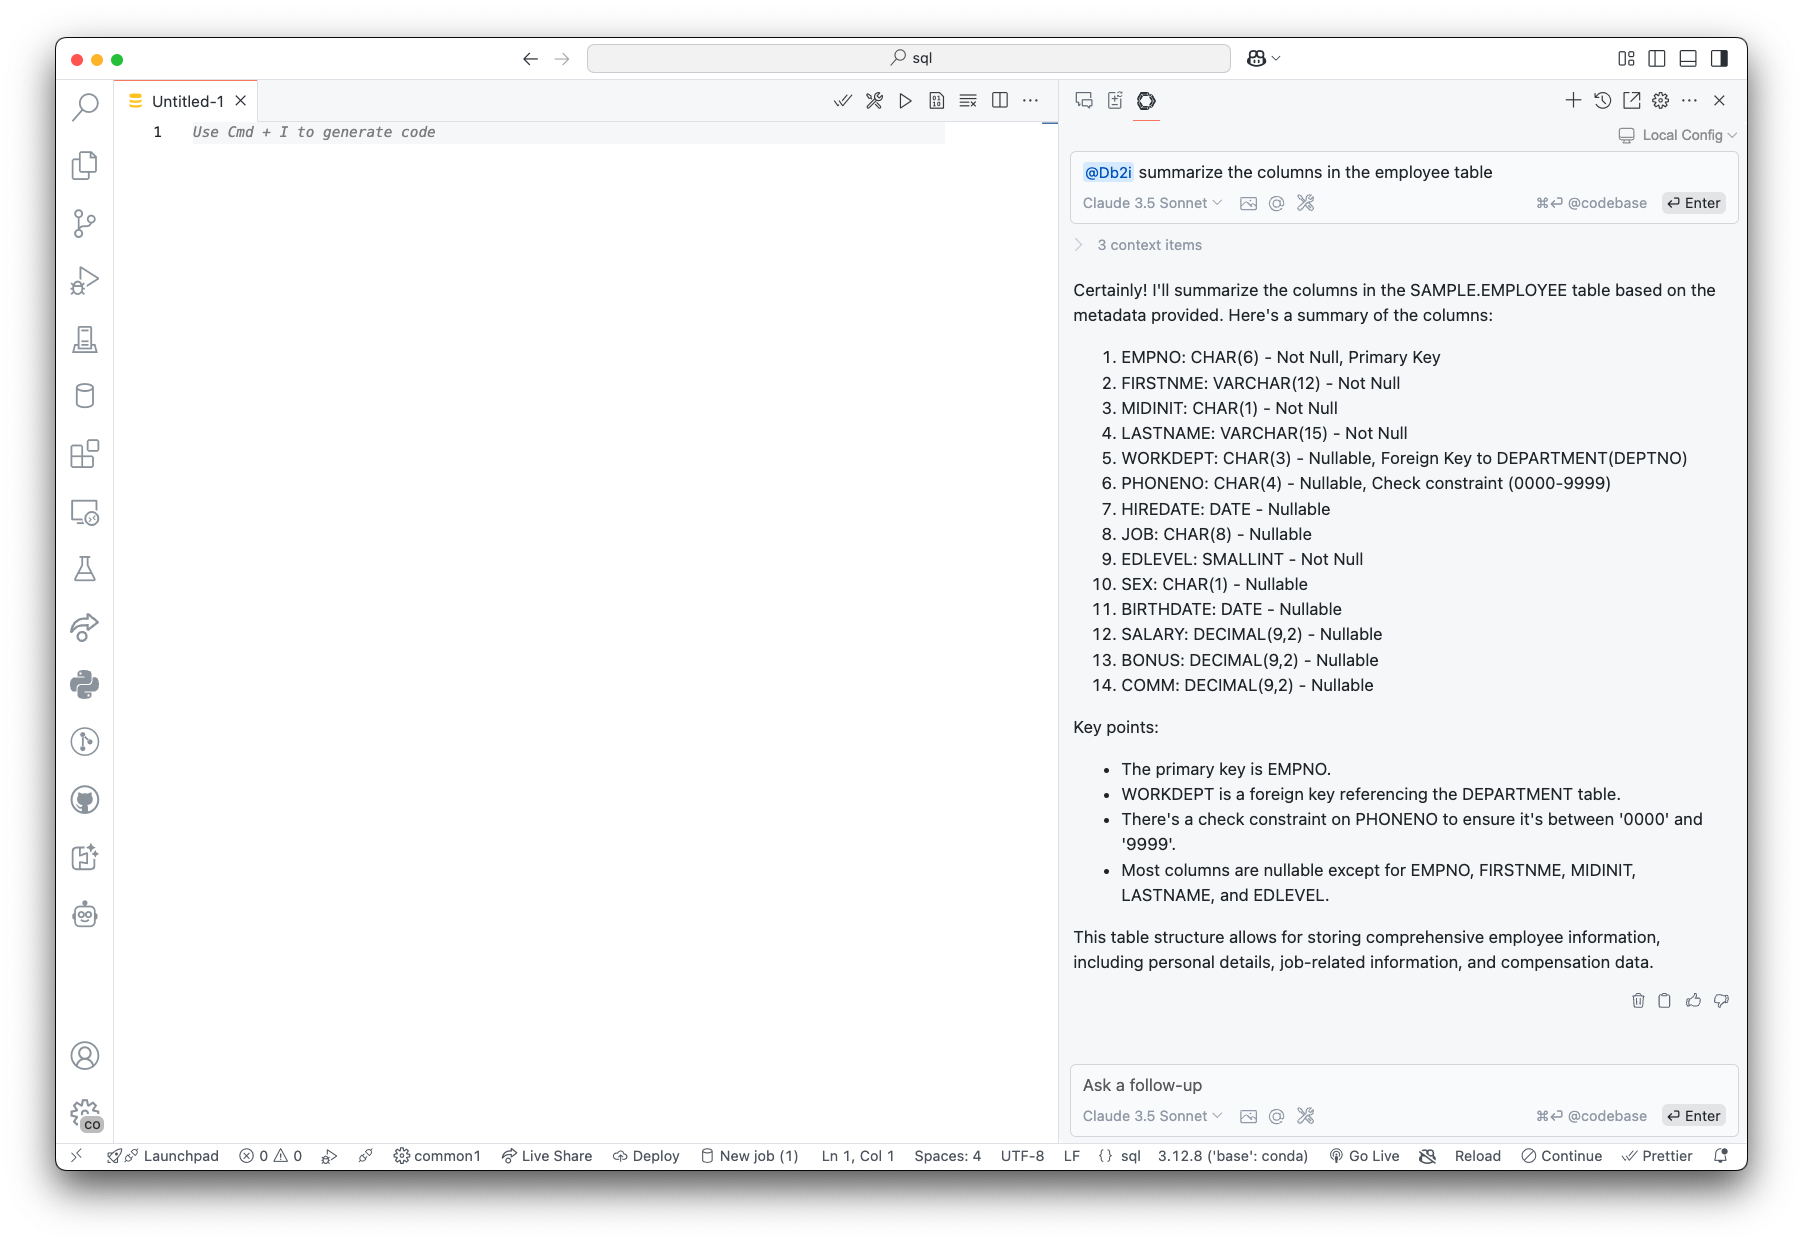 sql
Untitled-1
1 Use Cmd + I to generate code
Local Config
@Db2i summarize the columns in the employee table
Claude 3.5 Sonnet @ ⌘⏎ @codebase ⏎ Enter
3 context items
Certainly! I'll summarize the columns in the SAMPLE.EMPLOYEE table based on the
metadata provided. Here's a summary of the columns:
1. EMPNO: CHAR(6) - Not Null, Primary Key
2. FIRSTNME: VARCHAR(12) - Not Null
3. MIDINIT: CHAR(1) - Not Null
4. LASTNAME: VARCHAR(15) - Not Null
5. WORKDEPT: CHAR(3) - Nullable, Foreign Key to DEPARTMENT(DEPTNO)
6. PHONENO: CHAR(4) - Nullable, Check constraint (0000-9999)
7. HIREDATE: DATE - Nullable
8. JOB: CHAR(8) - Nullable
9. EDLEVEL: SMALLINT - Not Null
10. SEX: CHAR(1) - Nullable
11. BIRTHDATE: DATE - Nullable
12. SALARY: DECIMAL(9,2) - Nullable
13. BONUS: DECIMAL(9,2) - Nullable
14. COMM: DECIMAL(9,2) - Nullable
Key points:
• The primary key is EMPNO.
• WORKDEPT is a foreign key referencing the DEPARTMENT table.
• There's a check constraint on PHONENO to ensure it's between '0000' and
'9999'.
• Most columns are nullable except for EMPNO, FIRSTNME, MIDINIT,
LASTNAME, and EDLEVEL.
This table structure allows for storing comprehensive employee information,
including personal details, job-related information, and compensation data.
Ask a follow-up
Claude 3.5 Sonnet @ ⌘⏎ @codebase ⏎ Enter
CO
Launchpad 0 0 common1 Live Share Deploy New job (1) Ln 1, Col 1 Spaces: 4 UTF-8 LF {} sql 3.12.8 ('base': conda) Go Live Reload Continue Prettier